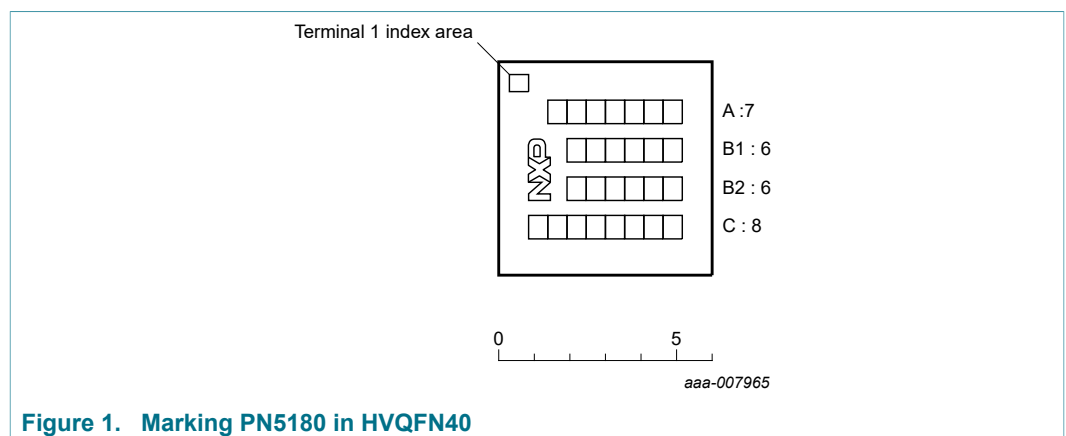 Terminal 1 index area
A :7
B1 : 6
NXP
B2 : 6
C : 8
0 5
aaa-007965
Figure 1. Marking PN5180 in HVQFN40